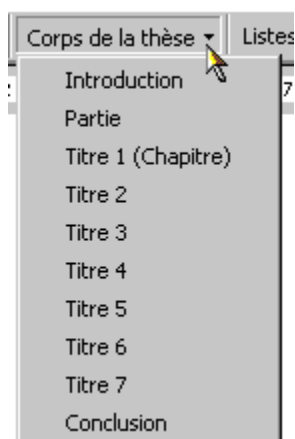 Corps de la thèse Listes
Introduction
7
Partie
Titre 1 (Chapitre)
Titre 2
Titre 3
Titre 4
Titre 5
Titre 6
Titre 7
Conclusion